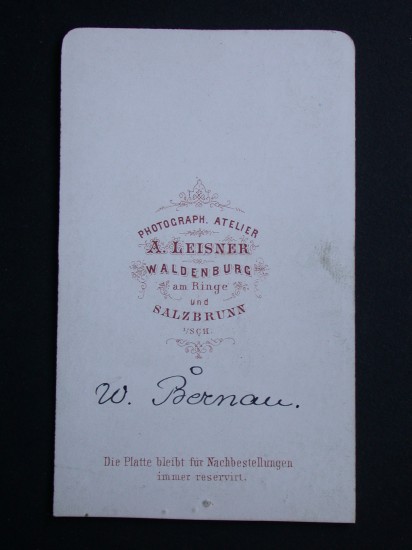 PHOTOGRAPH. ATELIER
A. LEISNER
WALDENBURG
am Ringe
und
SALZBRUNN
i/SCH.
W. Bernau.
Die Platte bleibt für Nachbestellungen
immer reservirt.